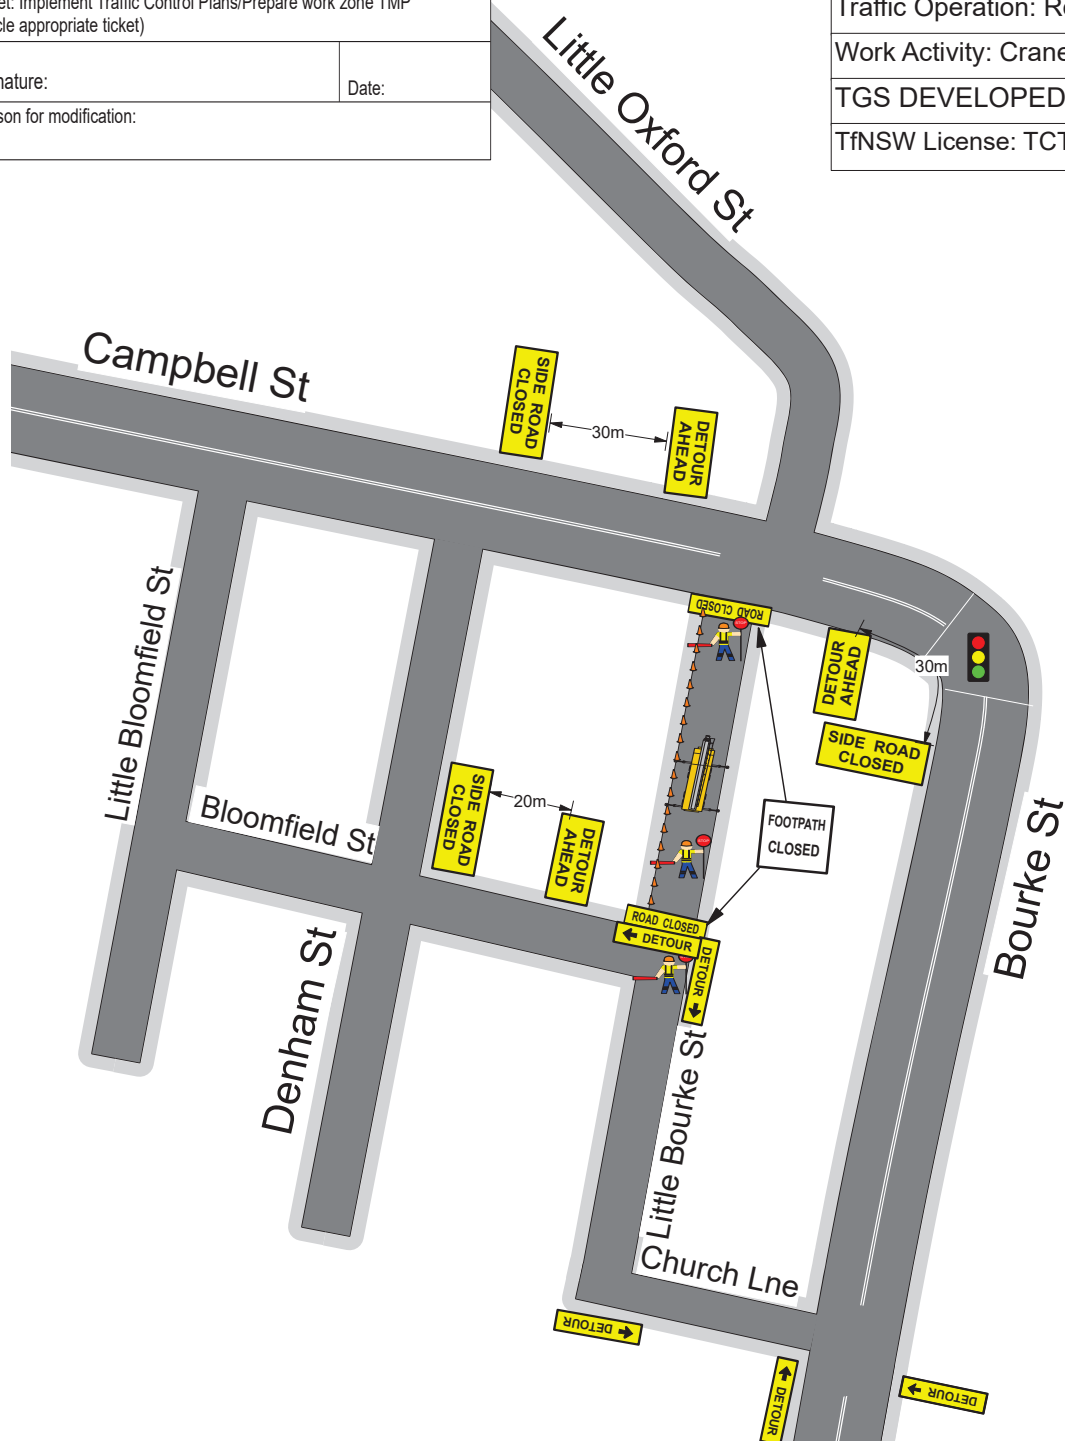 et: Implement Traffic Control Plans/Prepare work zone TMP
cle appropriate ticket)
nature:
Date:
son for modification:
Traffic Operation: R
Work Activity: Crane
TGS DEVELOPED
TfNSW License: TCT
Little Oxford St
Campbell St
SIDE ROAD
CLOSED
30m
DETOUR
AHEAD
Little Bloomfield St
ROAD CLOSED
STOP
DETOUR
AHEAD
30m
SIDE ROAD
CLOSED
Bloomfield St
SIDE ROAD
CLOSED
20m
DETOUR
AHEAD
FOOTPATH
CLOSED
STOP
Bourke St
ROAD CLOSED
DETOUR
DETOUR
Denham St
Little Bourke St
Church Lne
DETOUR
DETOUR
DETOUR